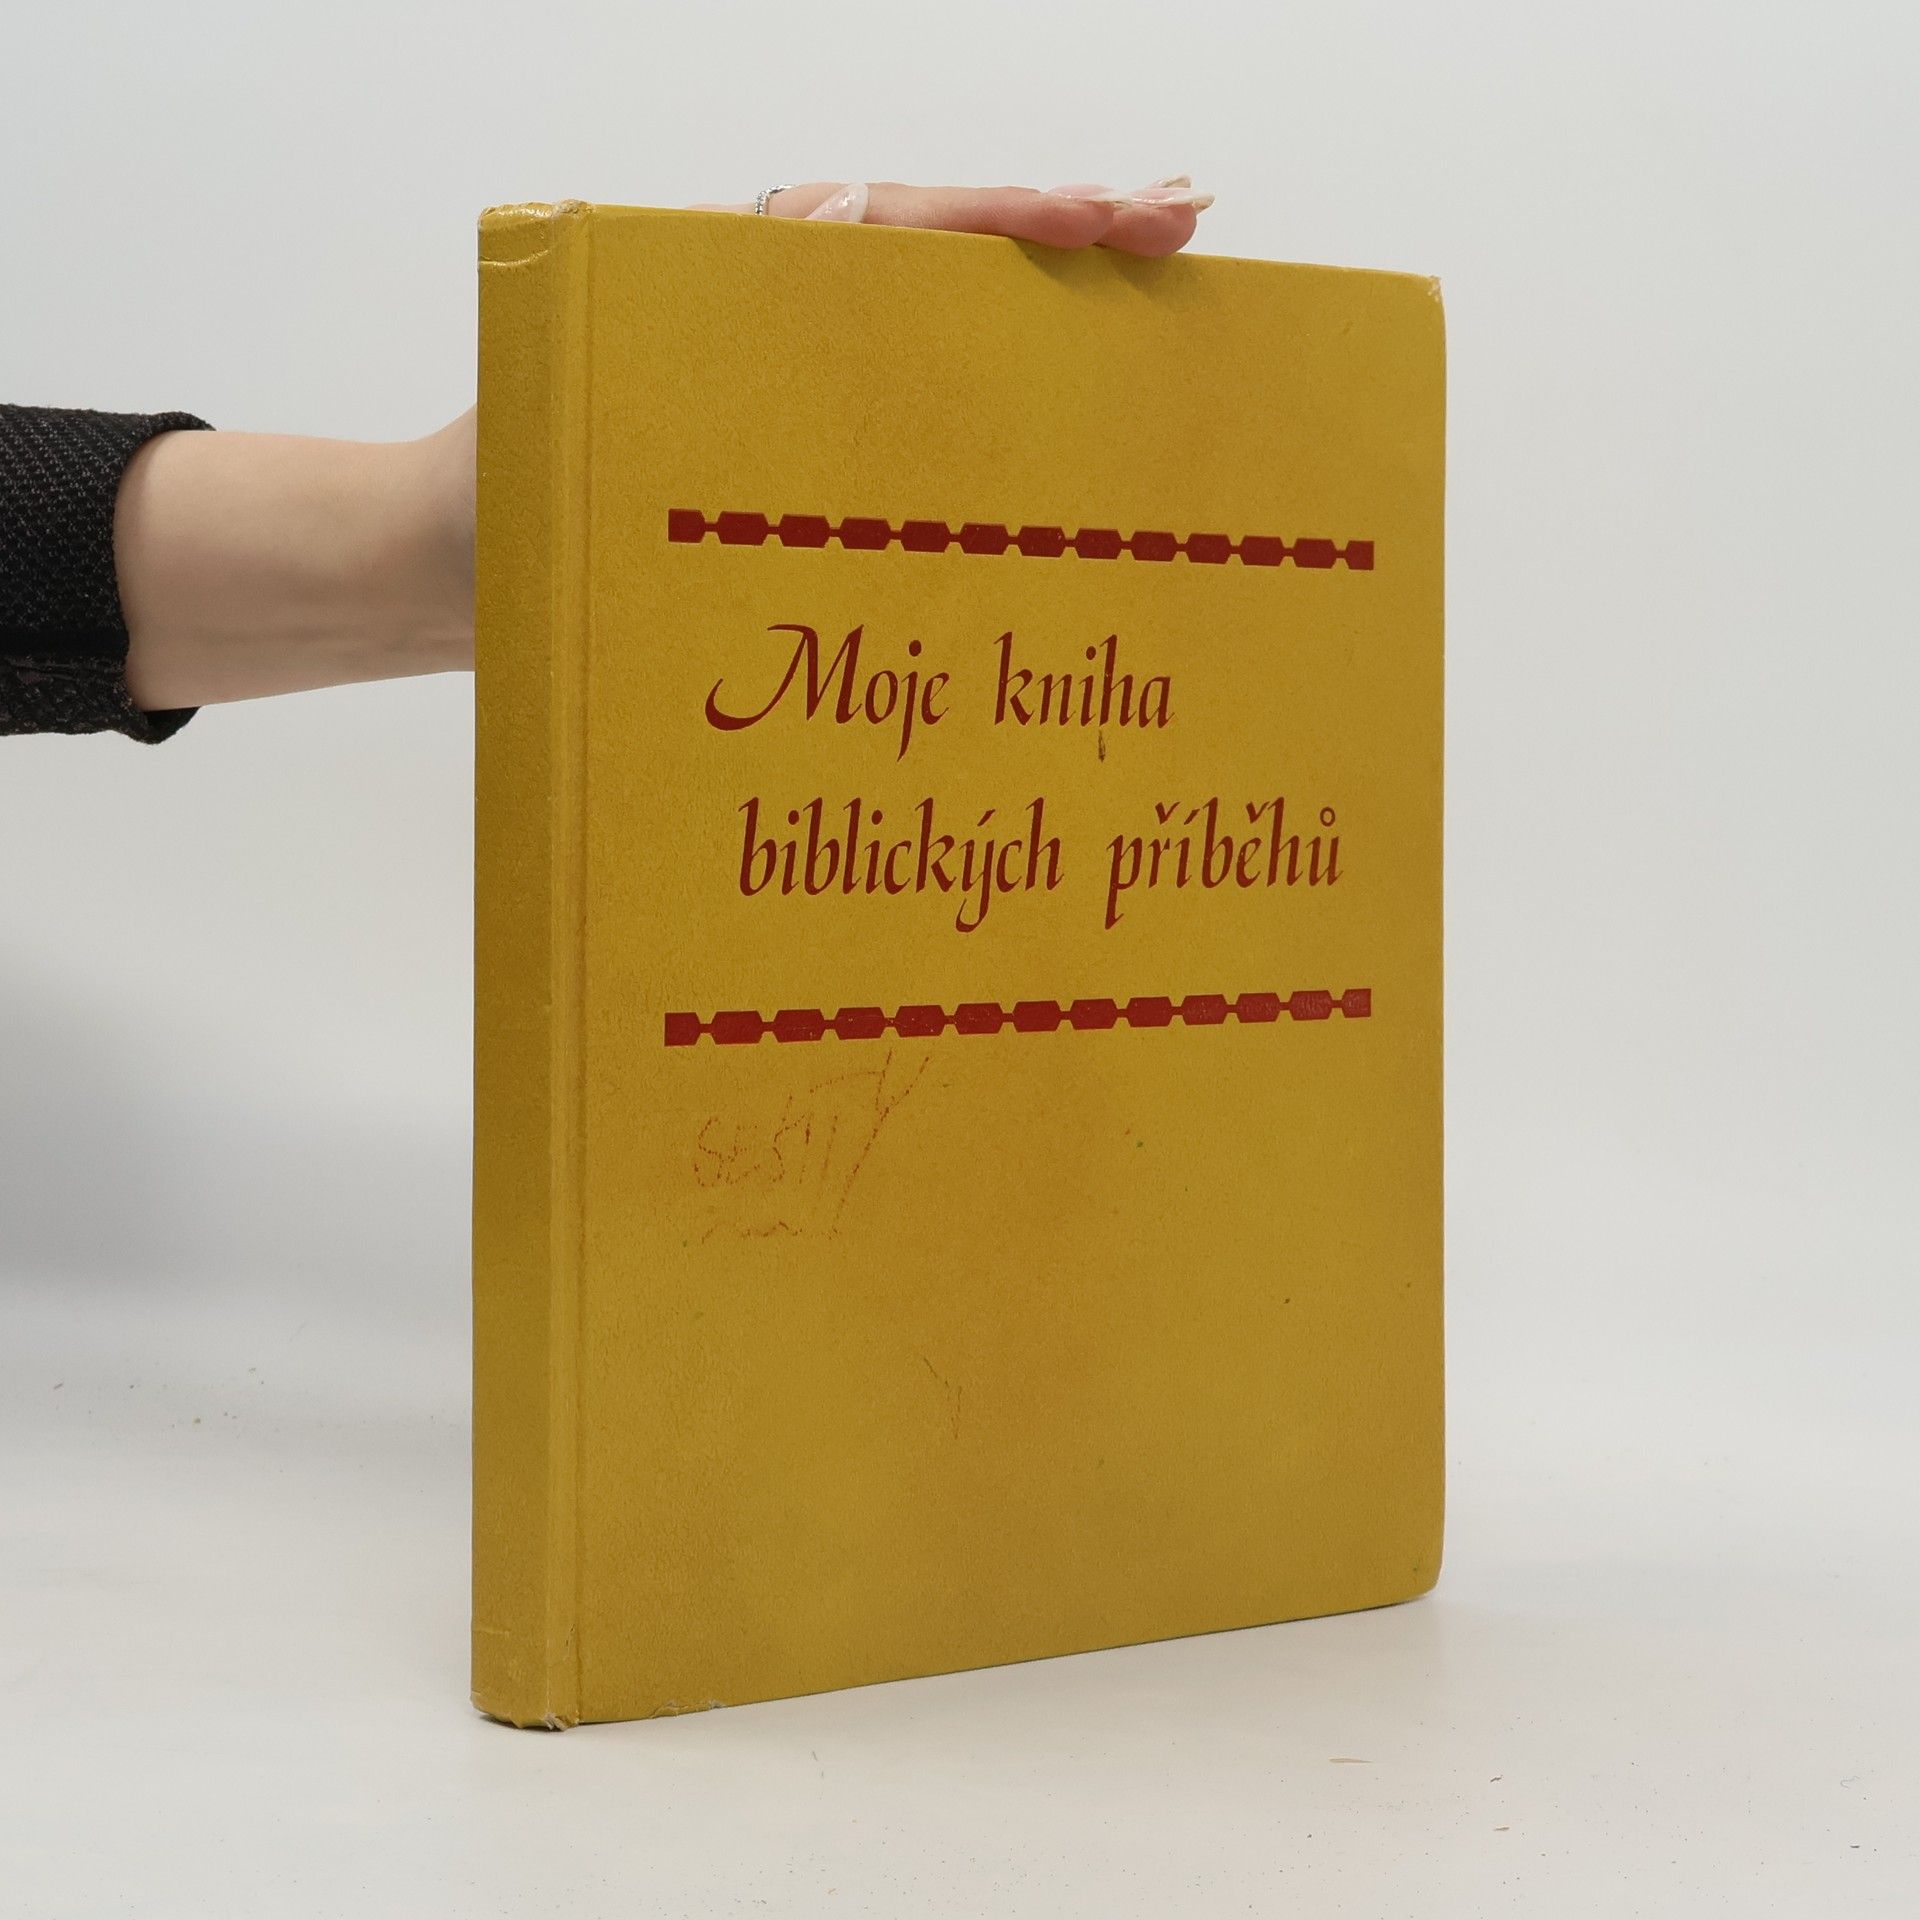 Moje kniha
biblických příběhů